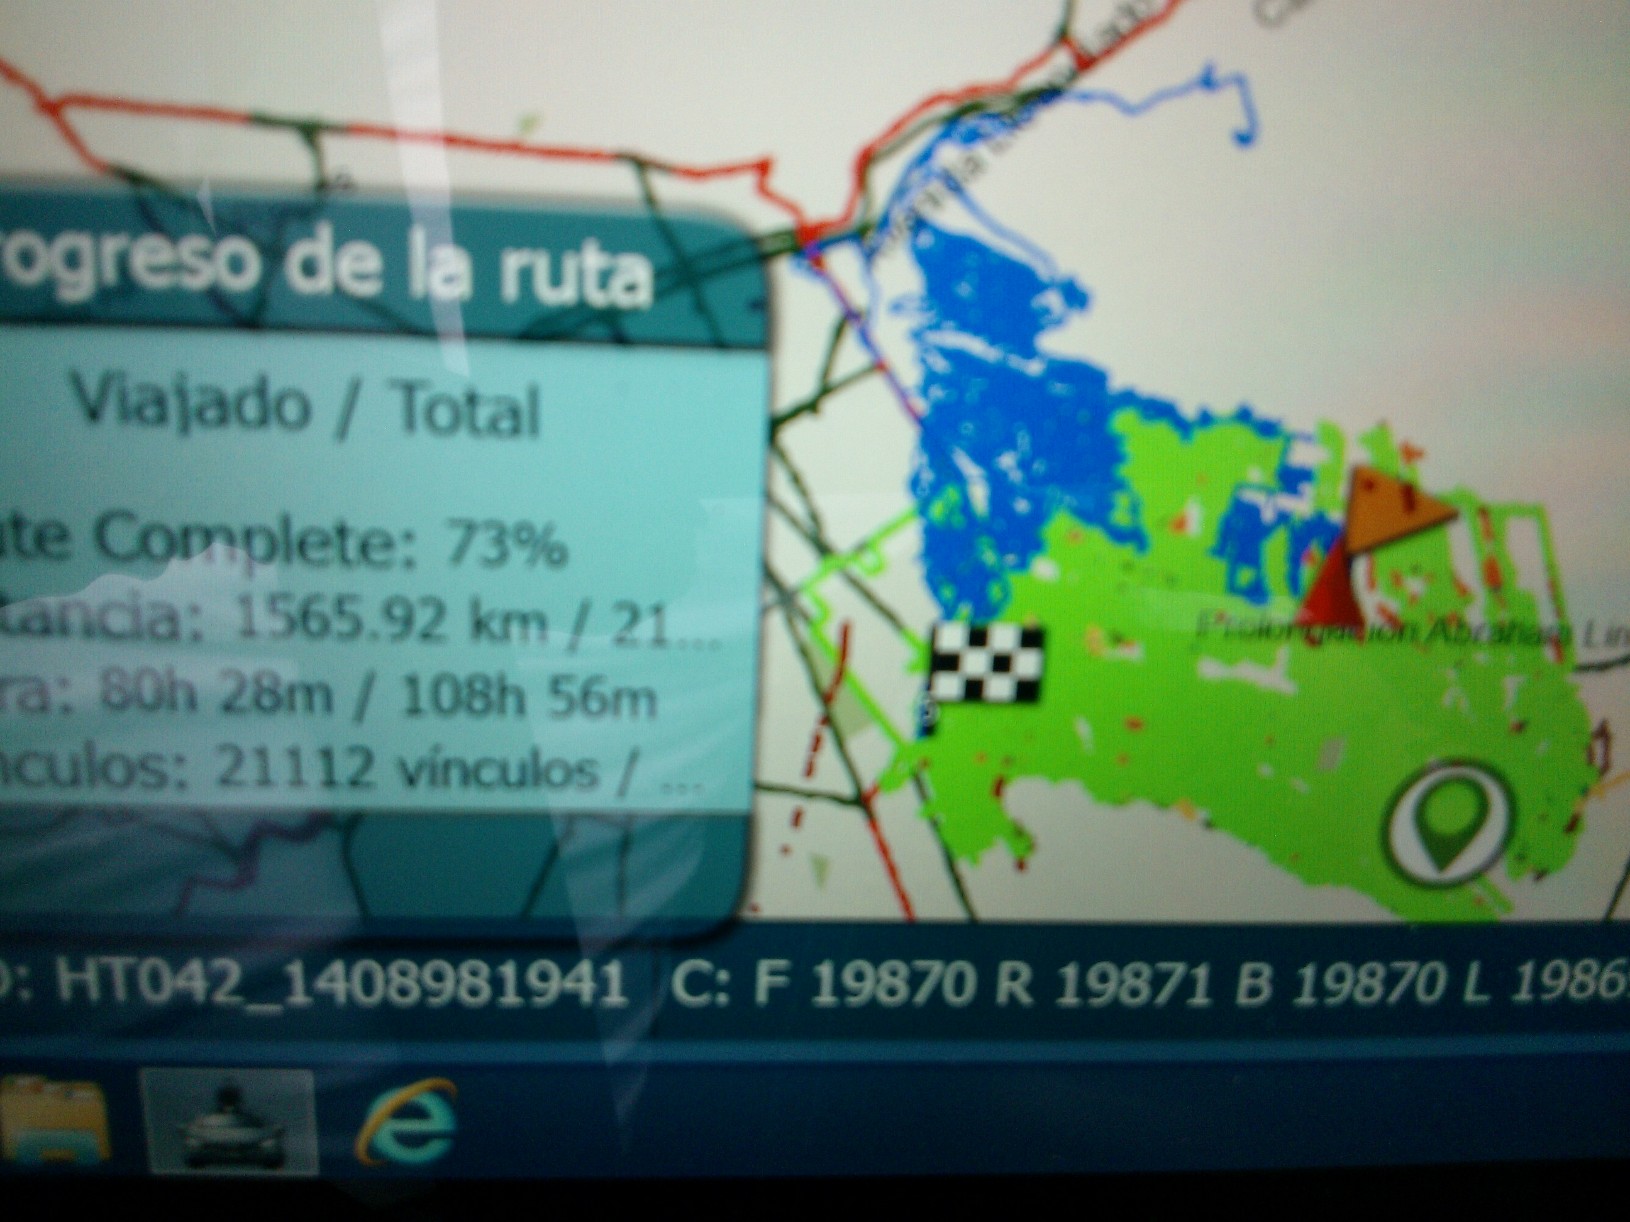 rogreso de la ruta
Viajado / Total
ute Complete: 73%
tancia: 1565.92 km / 21...
ra: 80h 28m / 108h 56m
nculos: 21112 vínculos / ...
Prolongación Abraham Lin
D: HT042_1408981941 C: F 19870 R 19871 B 19870 L 1986